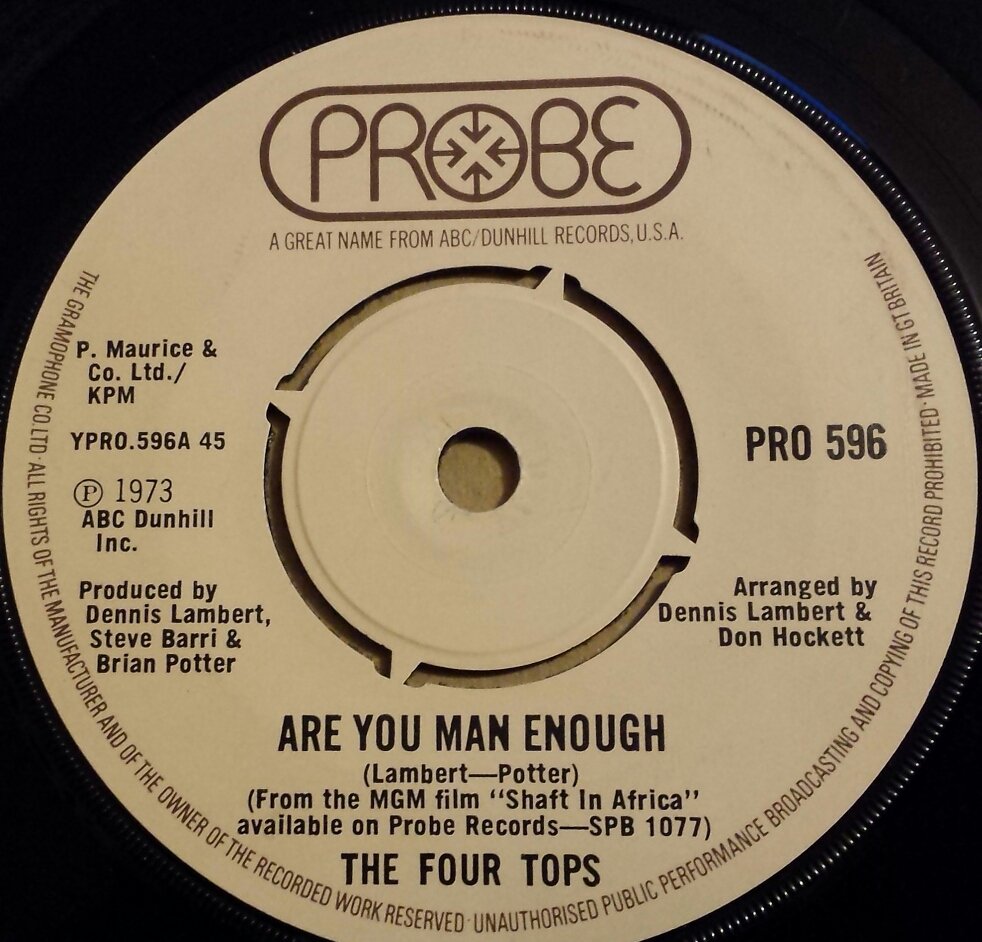 PROBE
A GREAT NAME FROM ABC/DUNHILL RECORDS, U.S.A.
P. Maurice &
Co. Ltd./
KPM
YPRO.596A 45
Ⓟ 1973
ABC Dunhill
Inc.
Produced by
Dennis Lambert,
Steve Barri &
Brian Potter
PRO 596
Arranged by
Dennis Lambert &
Don Hockett
ARE YOU MAN ENOUGH
(Lambert—Potter)
(From the MGM film "Shaft In Africa"
available on Probe Records—SPB 1077)
THE FOUR TOPS
THE GRAMOPHONE CO. LTD · ALL RIGHTS OF THE MANUFACTURER AND OF THE OWNER OF THE RECORDED WORK RESERVED · UNAUTHORISED PUBLIC PERFORMANCE BROADCASTING AND COPYING OF THIS RECORD PROHIBITED · MADE IN GT BRITAIN